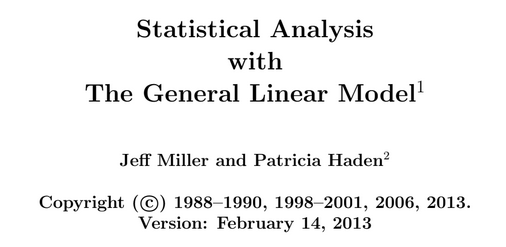 Statistical Analysis
with
The General Linear Model¹
Jeff Miller and Patricia Haden²
Copyright (©) 1988–1990, 1998–2001, 2006, 2013.
Version: February 14, 2013